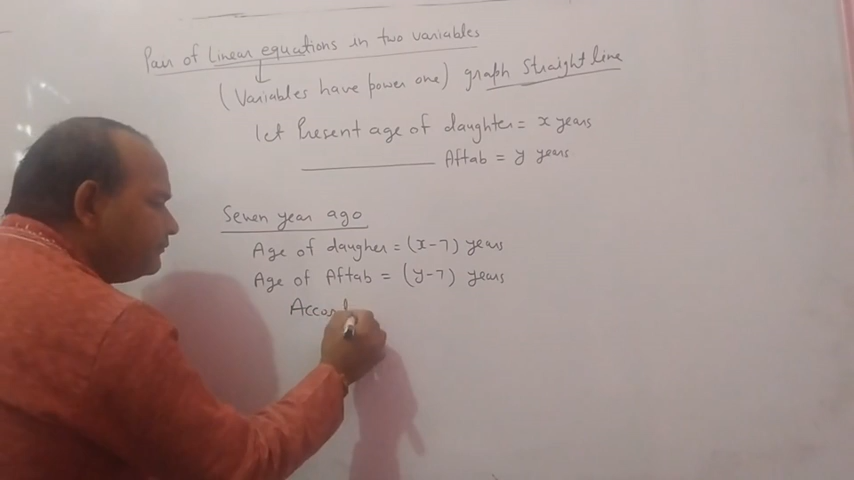 Pair of Linear equations in two variables
(Variables have power one) graph straight line
Let Present age of daughter = x years
Aftab = y years
Seven year ago
Age of daugher = (x-7) years
Age of Aftab = (y-7) years
Accord